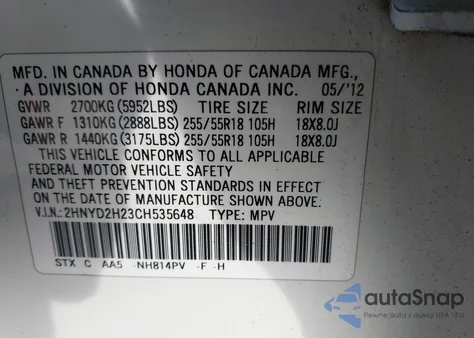 MFD. IN CANADA BY HONDA OF CANADA MFG.,
A DIVISION OF HONDA CANADA INC. 05/'12
GVWR 2700KG(5952LBS) TIRE SIZE RIM SIZE
GAWR F 1310KG(2888LBS) 255/55R18 105H 18X8.0J
GAWR R 1440KG(3175LBS) 255/55R18 105H 18X8.0J
THIS VEHICLE CONFORMS TO ALL APPLICABLE
FEDERAL MOTOR VEHICLE SAFETY
AND THEFT PREVENTION STANDARDS IN EFFECT
ON THE DATE OF MANUFACTURE SHOWN ABOVE.
V.I.N.:2HNYD2H23CH535648 TYPE: MPV
STX C AA5 -NH814PV -F -H
autoSnap